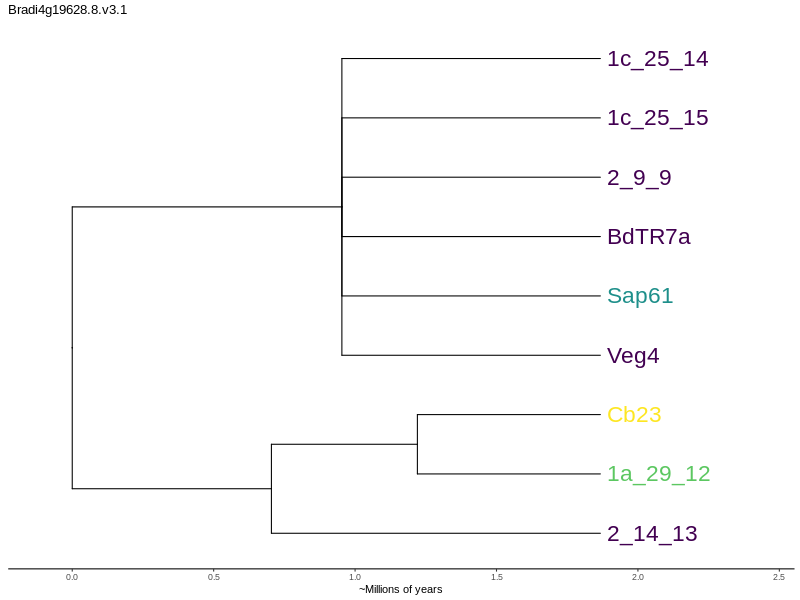 Bradi4g19628.8.v3.1
1c_25_14
1c_25_15
2_9_9
BdTR7a
Sap61
Veg4
Cb23
1a_29_12
2_14_13
0.0 0.5 1.0 1.5 2.0 2.5
~Millions of years